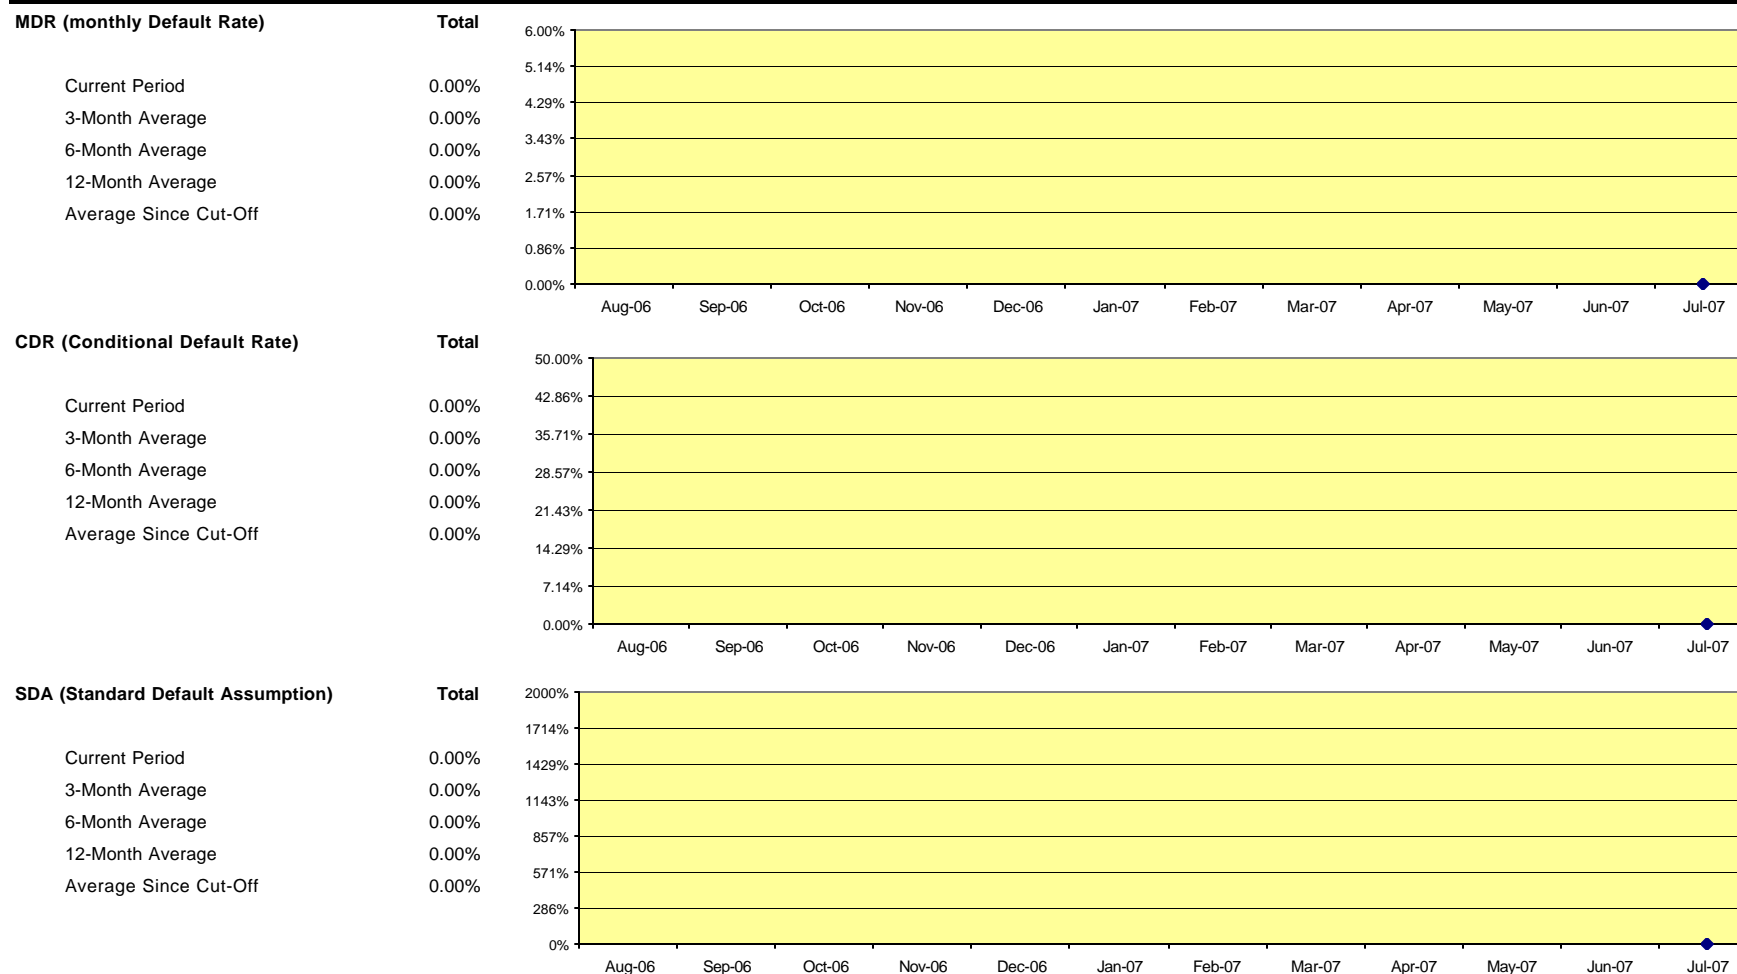 MDR (monthly Default Rate) Total
Current Period 0.00%
3-Month Average 0.00%
6-Month Average 0.00%
12-Month Average 0.00%
Average Since Cut-Off 0.00%
6.00%
5.14%
4.29%
3.43%
2.57%
1.71%
0.86%
0.00%
Aug-06 Sep-06 Oct-06 Nov-06 Dec-06 Jan-07 Feb-07 Mar-07 Apr-07 May-07 Jun-07 Jul-07
CDR (Conditional Default Rate) Total
Current Period 0.00%
3-Month Average 0.00%
6-Month Average 0.00%
12-Month Average 0.00%
Average Since Cut-Off 0.00%
50.00%
42.86%
35.71%
28.57%
21.43%
14.29%
7.14%
0.00%
Aug-06 Sep-06 Oct-06 Nov-06 Dec-06 Jan-07 Feb-07 Mar-07 Apr-07 May-07 Jun-07 Jul-07
SDA (Standard Default Assumption) Total
Current Period 0.00%
3-Month Average 0.00%
6-Month Average 0.00%
12-Month Average 0.00%
Average Since Cut-Off 0.00%
2000%
1714%
1429%
1143%
857%
571%
286%
0%
Aug-06 Sep-06 Oct-06 Nov-06 Dec-06 Jan-07 Feb-07 Mar-07 Apr-07 May-07 Jun-07 Jul-07